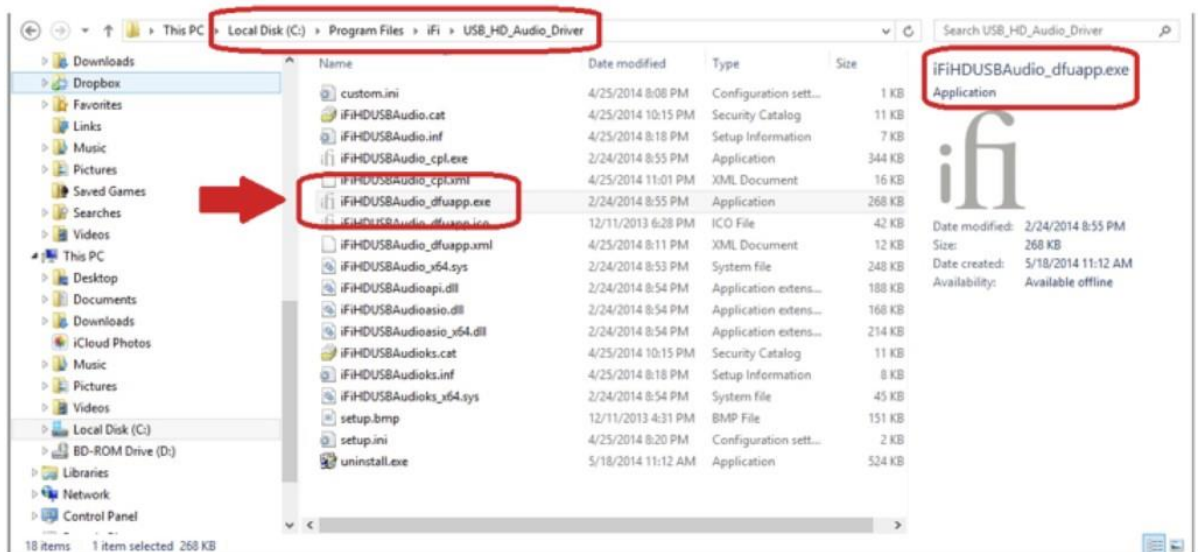 This PC ▸ Local Disk (C:) ▸ Program Files ▸ iFi ▸ USB_HD_Audio_Driver
Search USB_HD_Audio_Driver
Downloads
Dropbox
Favorites
Links
Music
Pictures
Saved Games
Searches
Videos
This PC
Desktop
Documents
Downloads
iCloud Photos
Music
Pictures
Videos
Local Disk (C:)
BD-ROM Drive (D:)
Libraries
Network
Control Panel
Name Date modified Type Size
custom.ini 4/25/2014 8:08 PM Configuration sett... 1 KB
iFiHDUSBAudio.cat 4/25/2014 10:15 PM Security Catalog 11 KB
iFiHDUSBAudio.inf 4/25/2014 8:18 PM Setup Information 7 KB
iFiHDUSBAudio_cpl.exe 2/24/2014 8:55 PM Application 344 KB
iFiHDUSBAudio_cpl.xml 4/25/2014 11:01 PM XML Document 16 KB
iFiHDUSBAudio_dfuapp.exe 2/24/2014 8:55 PM Application 268 KB
iFiHDUSBAudio_dfuapp.ico 12/11/2013 6:28 PM ICO File 42 KB
iFiHDUSBAudio_dfuapp.xml 4/25/2014 8:11 PM XML Document 12 KB
iFiHDUSBAudio_x64.sys 2/24/2014 8:53 PM System file 248 KB
iFiHDUSBAudioapi.dll 2/24/2014 8:54 PM Application extens... 188 KB
iFiHDUSBAudioasio.dll 2/24/2014 8:54 PM Application extens... 168 KB
iFiHDUSBAudioasio_x64.dll 2/24/2014 8:54 PM Application extens... 214 KB
iFiHDUSBAudioks.cat 4/25/2014 10:15 PM Security Catalog 11 KB
iFiHDUSBAudioks.inf 4/25/2014 8:18 PM Setup Information 8 KB
iFiHDUSBAudioks_x64.sys 2/24/2014 8:54 PM System file 45 KB
setup.bmp 12/11/2013 4:31 PM BMP File 151 KB
setup.ini 4/25/2014 8:20 PM Configuration sett... 2 KB
uninstall.exe 5/18/2014 11:12 AM Application 524 KB
iFiHDUSBAudio_dfuapp.exe
Application
ifi
Date modified: 2/24/2014 8:55 PM
Size: 268 KB
Date created: 5/18/2014 11:12 AM
Availability: Available offline
18 items 1 item selected 268 KB